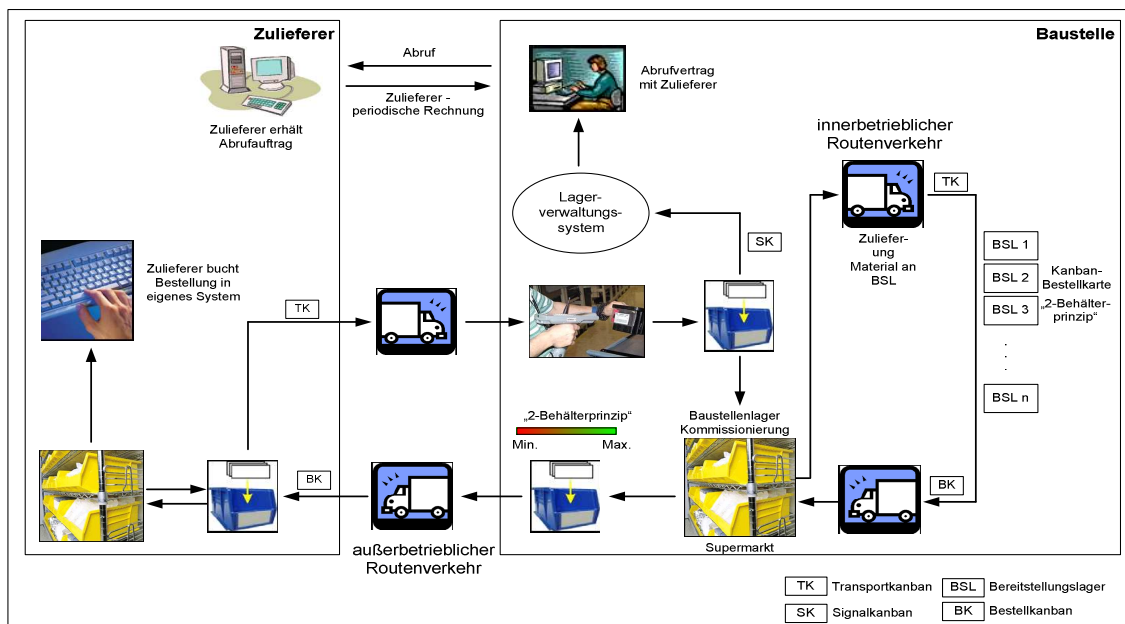 Zulieferer
Baustelle
Abruf
Zulieferer -
periodische Rechnung
Zulieferer erhält
Abrufauftrag
Abrufvertrag
mit Zulieferer
innerbetrieblicher
Routenverkehr
TK
Lager-
verwaltungs-
system
SK
Zuliefer-
ung
Material an
BSL
BSL 1
BSL 2
BSL 3
.
.
.
BSL n
Kanban-
Bestellkarte
„2-Behälter-
prinzip“
Zulieferer bucht
Bestellung in
eigenes System
TK
„2-Behälterprinzip“
Min.
Max.
Baustellenlager
Kommissionierung
BK
BK
Supermarkt
außerbetrieblicher
Routenverkehr
TK
Transportkanban
BSL
Bereitstellungslager
SK
Signalkanban
BK
Bestellkanban